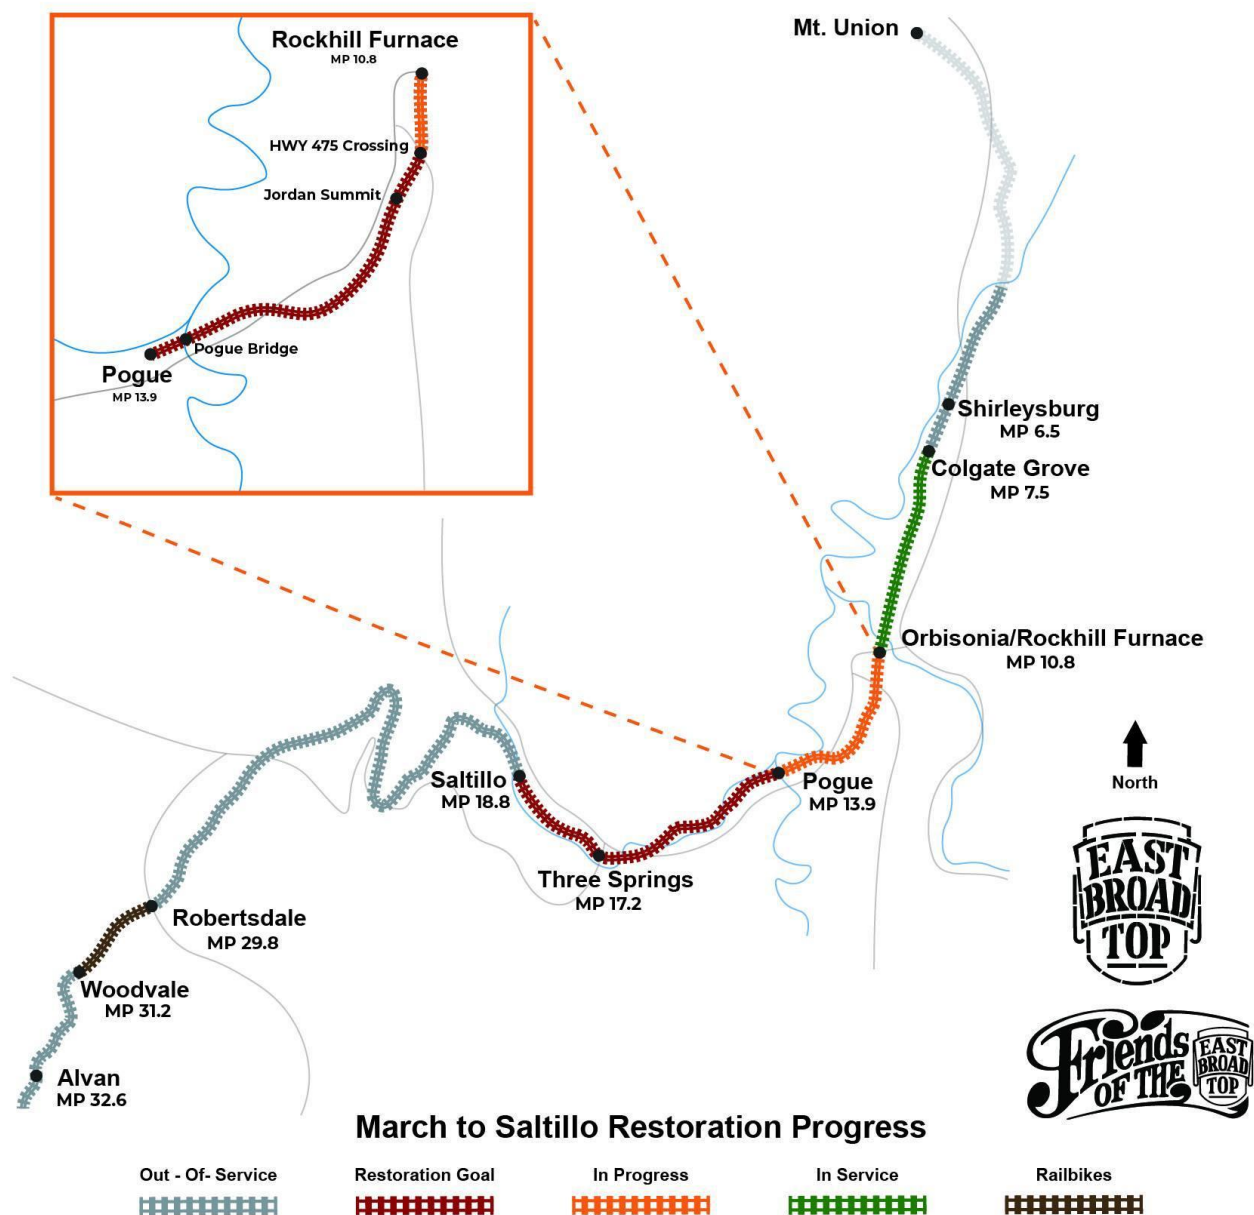 Rockhill Furnace
MP 10.8
HWY 475 Crossing
Jordan Summit
Pogue Bridge
Pogue
MP 13.9
Mt. Union
Shirleysburg
MP 6.5
Colgate Grove
MP 7.5
Orbisonia/Rockhill Furnace
MP 10.8
Pogue
MP 13.9
Saltillo
MP 18.8
Three Springs
MP 17.2
Robertsdale
MP 29.8
Woodvale
MP 31.2
Alvan
MP 32.6
North
EAST
BROAD
TOP
Friends
OF THE
EAST
BROAD
TOP
March to Saltillo Restoration Progress
Out - Of- Service
Restoration Goal
In Progress
In Service
Railbikes